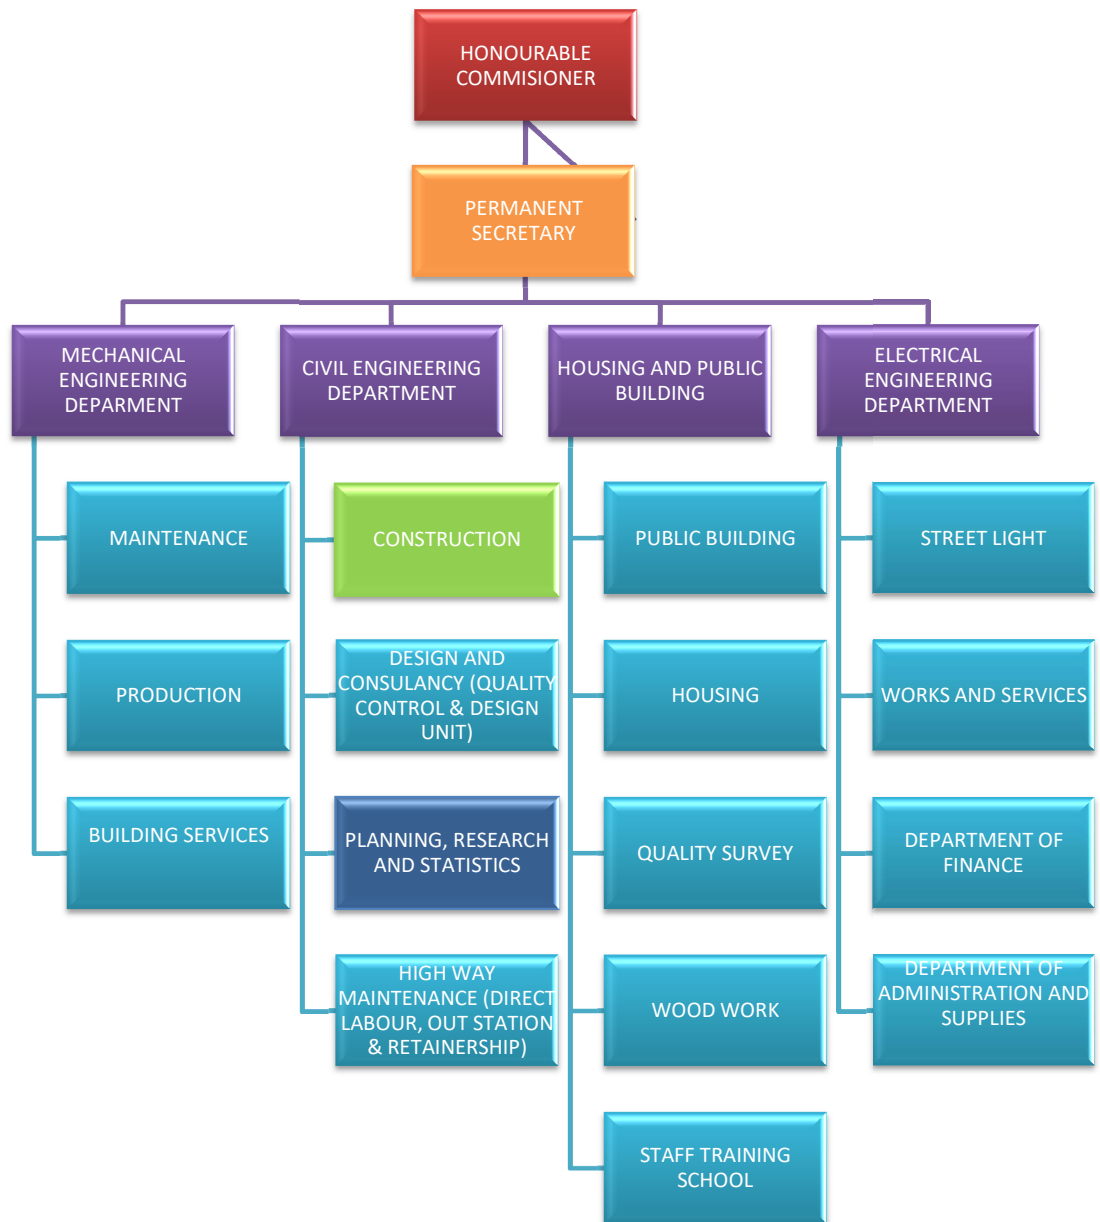 HONOURABLE
COMMISIONER
PERMANENT
SECRETARY
MECHANICAL
ENGINEERING
DEPARMENT
CIVIL ENGINEERING
DEPARTMENT
HOUSING AND PUBLIC
BUILDING
ELECTRICAL
ENGINEERING
DEPARTMENT
MAINTENANCE
CONSTRUCTION
PUBLIC BUILDING
STREET LIGHT
PRODUCTION
DESIGN AND
CONSULANCY (QUALITY
CONTROL & DESIGN
UNIT)
HOUSING
WORKS AND SERVICES
BUILDING SERVICES
PLANNING, RESEARCH
AND STATISTICS
QUALITY SURVEY
DEPARTMENT OF
FINANCE
HIGH WAY
MAINTENANCE (DIRECT
LABOUR, OUT STATION
& RETAINERSHIP)
WOOD WORK
DEPARTMENT OF
ADMINISTRATION AND
SUPPLIES
STAFF TRAINING
SCHOOL